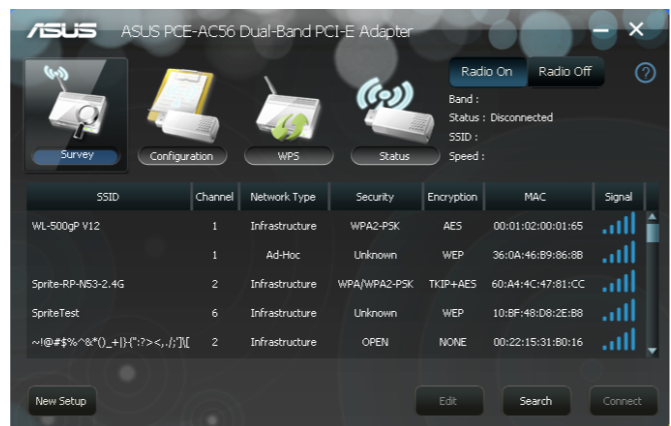 ASUS ASUS PCE-AC56 Dual-Band PCI-E Adapter
Radio On Radio Off ?
Band :
Status : Disconnected
SSID :
Speed :
Survey Configuration WPS Status
SSID Channel Network Type Security Encryption MAC Signal
WL-500gP V12 1 Infrastructure WPA2-PSK AES 00:01:02:00:01:65
1 Ad-Hoc Unknown WEP 36:0A:46:B9:86:8B
Sprite-RP-N53-2.4G 2 Infrastructure WPA/WPA2-PSK TKIP+AES 60:A4:4C:47:81:CC
SpriteTest 6 Infrastructure Unknown WEP 10:BF:48:D8:2E:B8
~!@#$%^&*()_+|}{":?><,./;']\[ 2 Infrastructure OPEN NONE 00:22:15:31:B0:16
New Setup Edit Search Connect